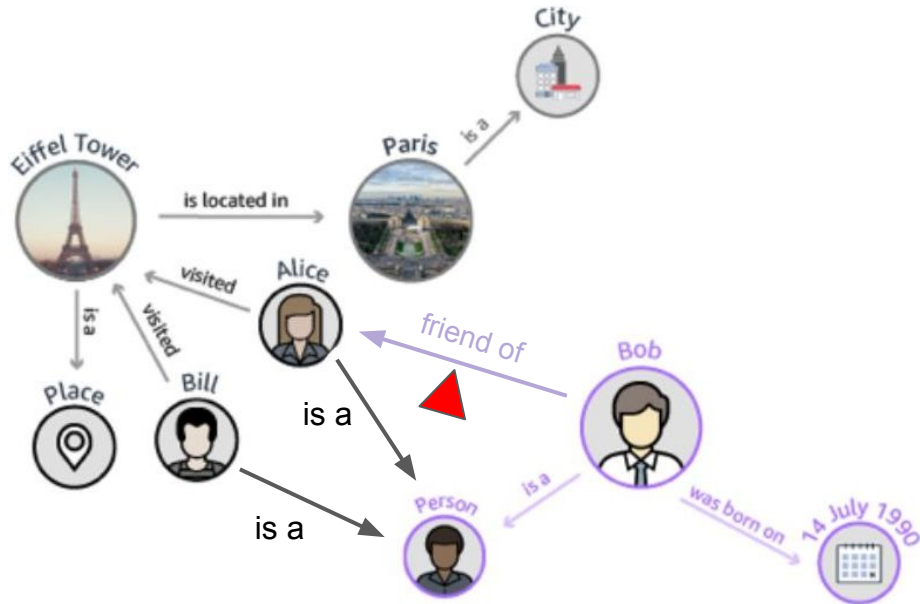 City
is a
Eiffel Tower
Paris
is located in
Alice
visited
friend of
is a
visited
Bob
Place
Bill
is a
Person
is a
is a
was born on
14 July 1990